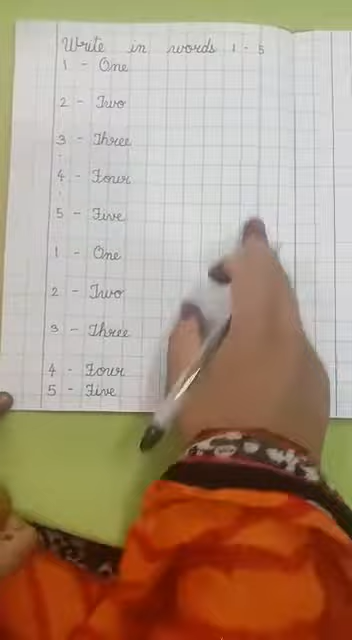 Write in words 1 - 5
1 - One
2 - Two
3 - Three
4 - Four
5 - Five
1 - One
2 - Two
3 - Three
4 - Four
5 - Five